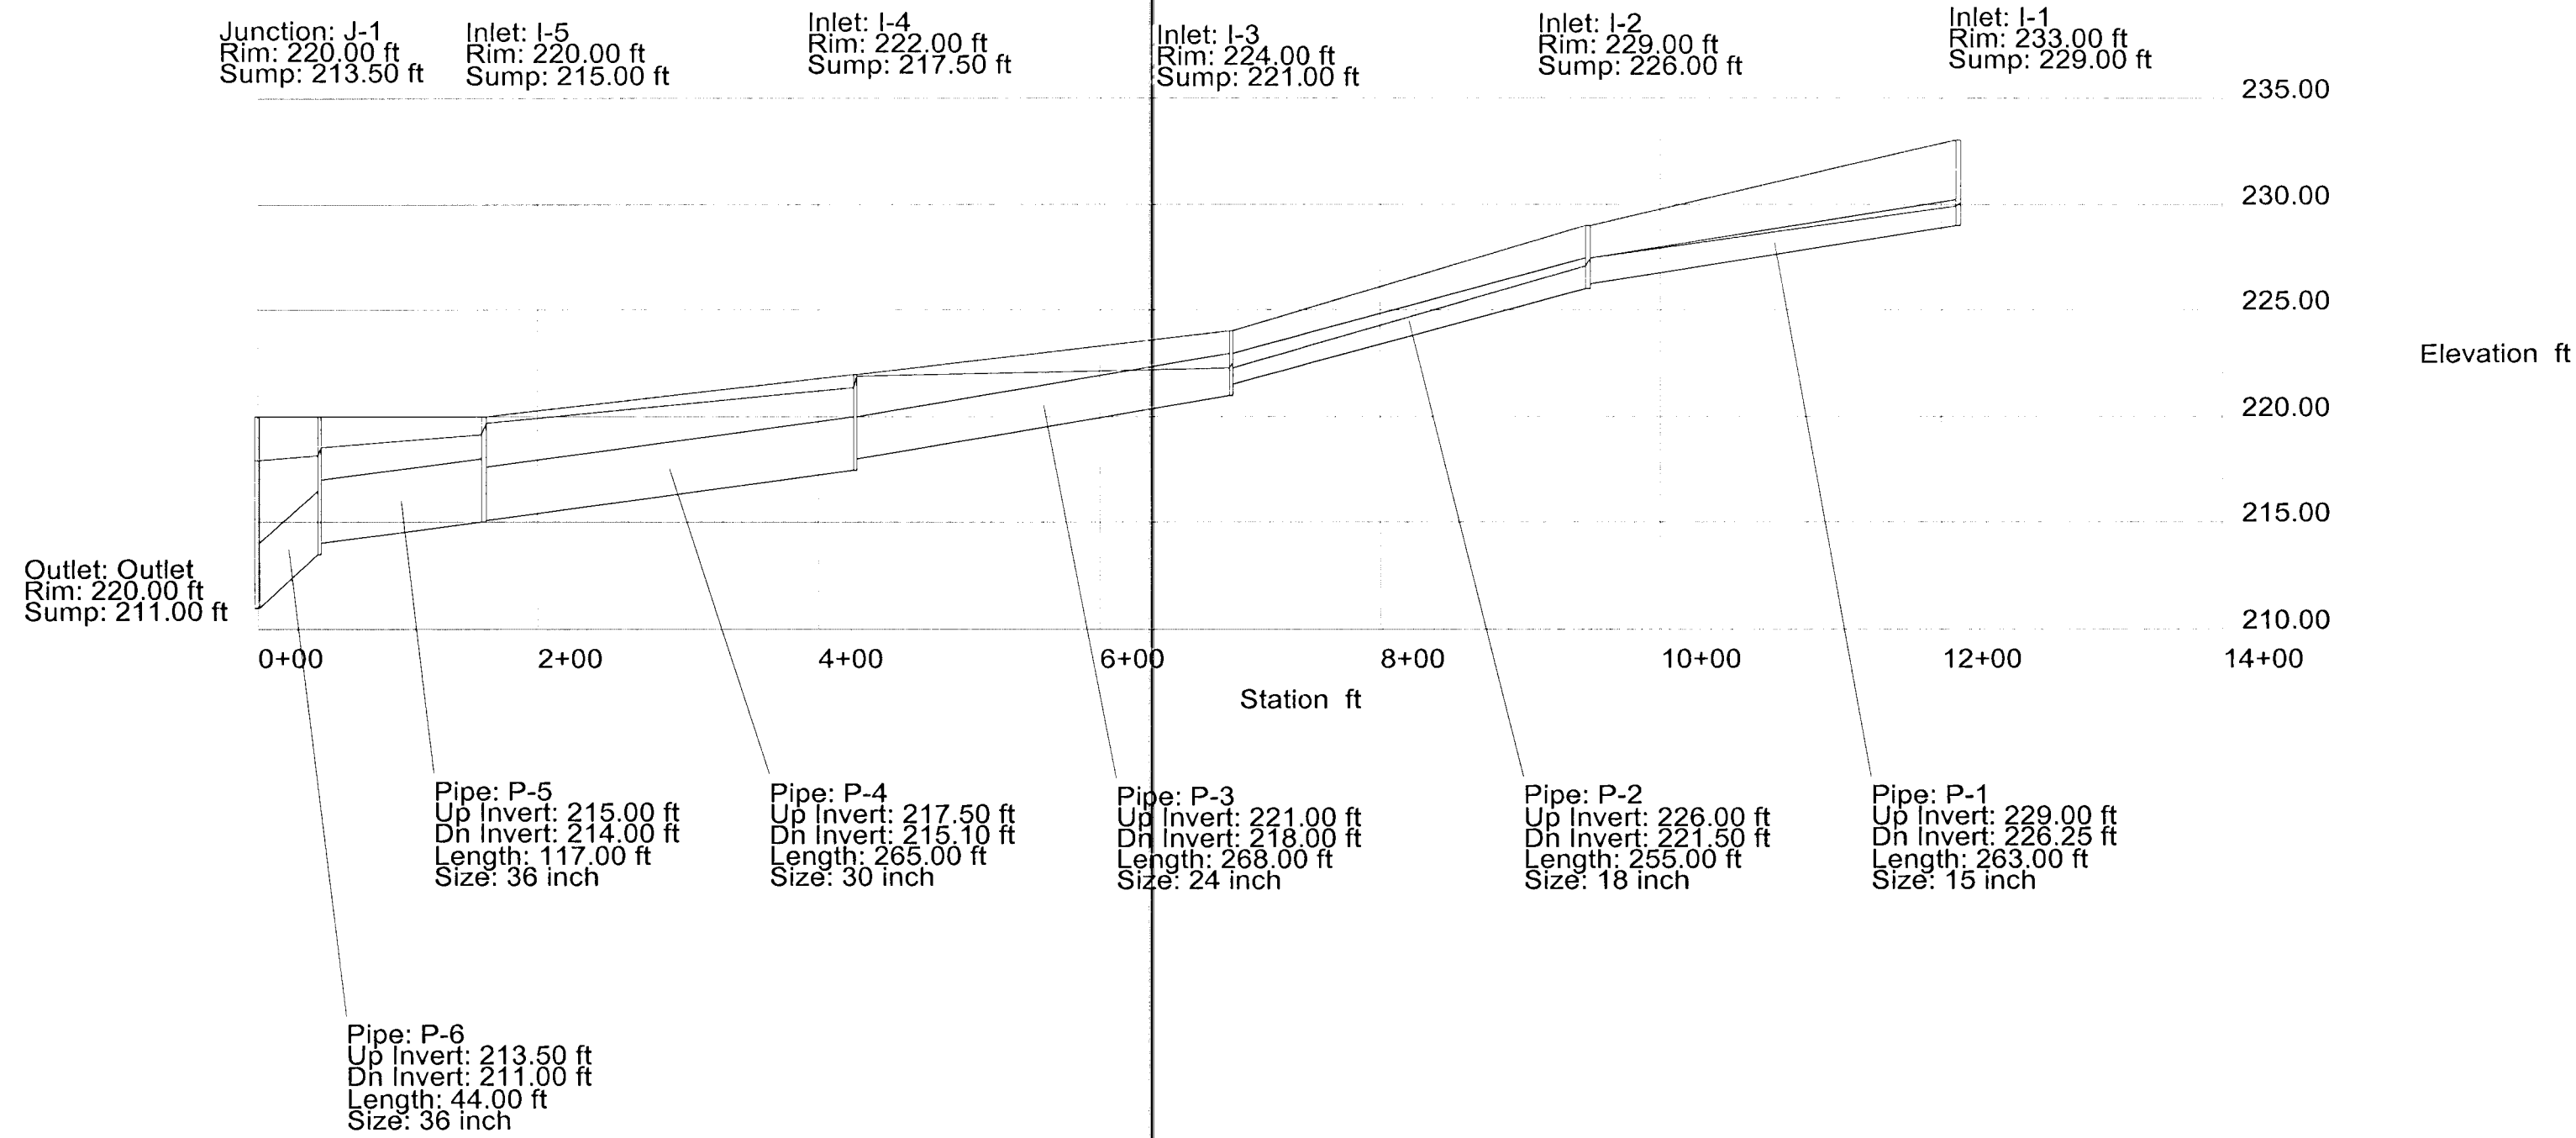 Junction: J-1
Rim: 220.00 ft
Sump: 213.50 ft
Inlet: I-5
Rim: 220.00 ft
Sump: 215.00 ft
Inlet: I-4
Rim: 222.00 ft
Sump: 217.50 ft
Inlet: I-3
Rim: 224.00 ft
Sump: 221.00 ft
Inlet: I-2
Rim: 229.00 ft
Sump: 226.00 ft
Inlet: I-1
Rim: 233.00 ft
Sump: 229.00 ft
235.00
230.00
225.00
Elevation ft
220.00
215.00
210.00
Outlet: Outlet
Rim: 220.00 ft
Sump: 211.00 ft
0+00
2+00
4+00
6+00
8+00
10+00
12+00
14+00
Station ft
Pipe: P-5
Up Invert: 215.00 ft
Dn Invert: 214.00 ft
Length: 117.00 ft
Size: 36 inch
Pipe: P-4
Up Invert: 217.50 ft
Dn Invert: 215.10 ft
Length: 265.00 ft
Size: 30 inch
Pipe: P-3
Up Invert: 221.00 ft
Dn Invert: 218.00 ft
Length: 268.00 ft
Size: 24 inch
Pipe: P-2
Up Invert: 226.00 ft
Dn Invert: 221.50 ft
Length: 255.00 ft
Size: 18 inch
Pipe: P-1
Up Invert: 229.00 ft
Dn Invert: 226.25 ft
Length: 263.00 ft
Size: 15 inch
Pipe: P-6
Up Invert: 213.50 ft
Dn Invert: 211.00 ft
Length: 44.00 ft
Size: 36 inch